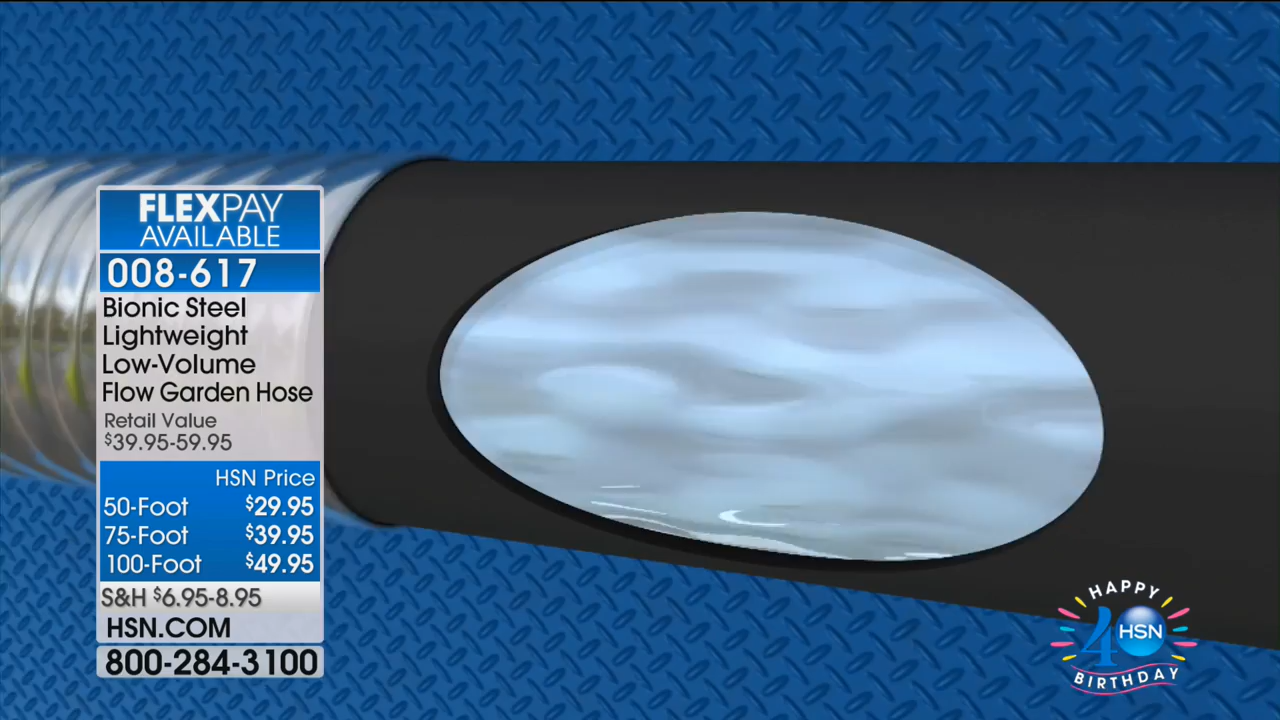 FLEXPAY
AVAILABLE
008-617
Bionic Steel
Lightweight
Low-Volume
Flow Garden Hose
Retail Value
$39.95-59.95
HSN Price
50-Foot $29.95
75-Foot $39.95
100-Foot $49.95
S&H $6.95-8.95
HSN.COM
800-284-3100
HAPPY
40 HSN
BIRTHDAY